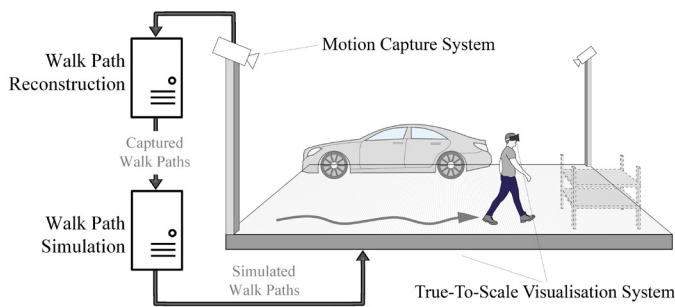 Walk Path
Reconstruction
Motion Capture System
Captured
Walk Paths
Walk Path
Simulation
Simulated
Walk Paths
True-To-Scale Visualisation System